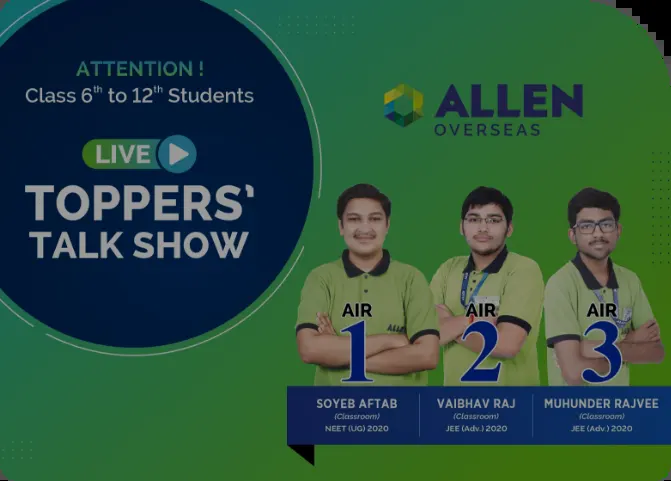 ATTENTION !
Class 6th to 12th Students
LIVE
TOPPERS'
TALK SHOW
ALLEN
OVERSEAS
ALLEN
AIR
1
AIR
2
AIR
3
SOYEB AFTAB
(Classroom)
NEET (UG) 2020
VAIBHAV RAJ
(Classroom)
JEE (Adv.) 2020
MUHUNDER RAJVEE
(Classroom)
JEE (Adv.) 2020